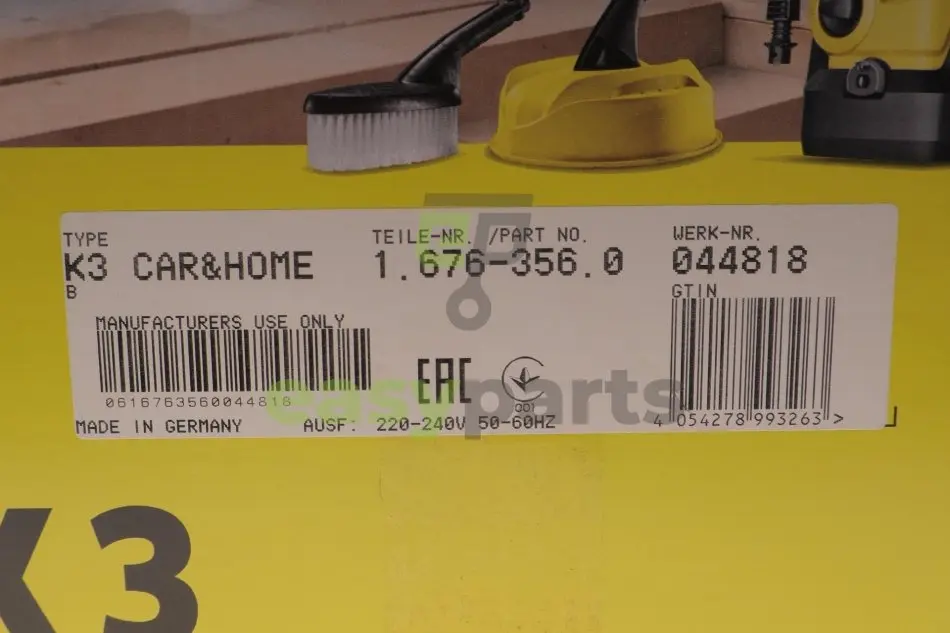 TYPE
K3 CAR&HOME
B
TEILE-NR. /PART NO.
1.676-356.0
WERK-NR.
044818
GTIN
MANUFACTURERS USE ONLY
0616763560044818
EAC
001
4 054278 993263 >
MADE IN GERMANY
AUSF: 220-240V 50-60HZ
easyparts
K3